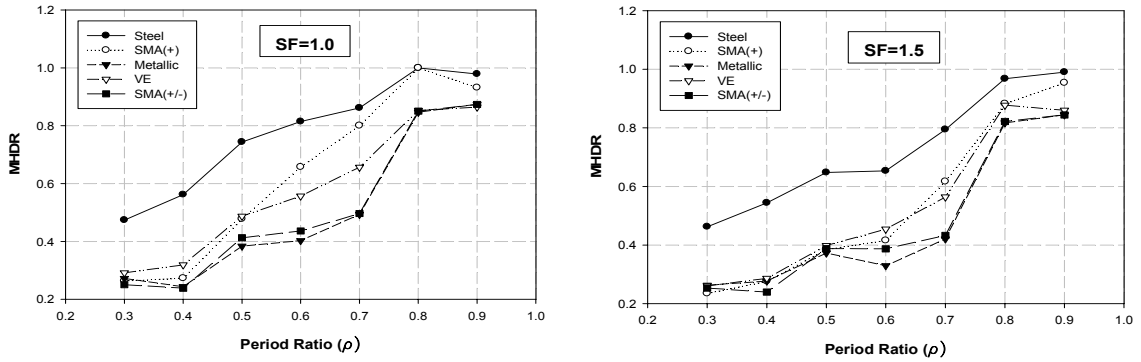 SF=1.0
Steel
SMA(+)
Metallic
VE
SMA(+/-)
MHDR
1.2
1.0
0.8
0.6
0.4
0.2
0.2 0.3 0.4 0.5 0.6 0.7 0.8 0.9 1.0
Period Ratio (ρ)
SF=1.5
Steel
SMA(+)
Metallic
VE
SMA(+/-)
MHDR
1.2
1.0
0.8
0.6
0.4
0.2
0.2 0.3 0.4 0.5 0.6 0.7 0.8 0.9 1.0
Period Ratio (ρ)